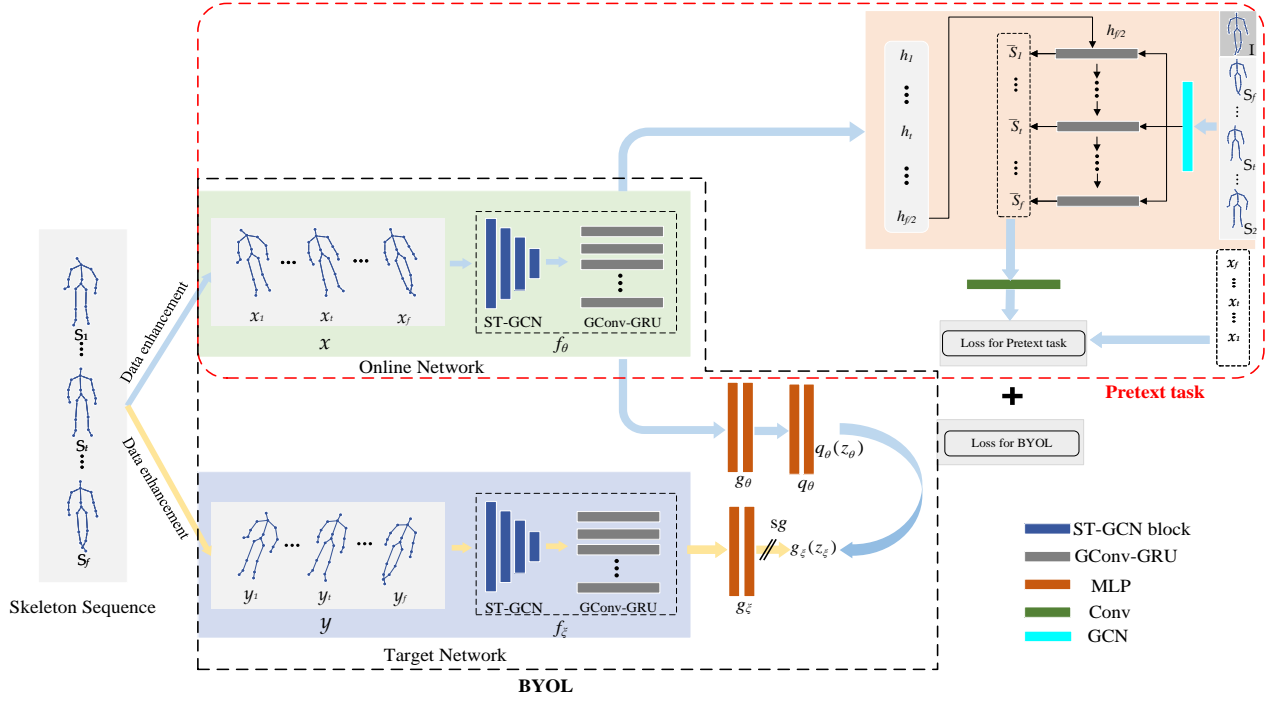 Skeleton Sequence
S1
St
Sf
Data enhancement
Data enhancement
x1
xt
xf
x
ST-GCN
GConv-GRU
fθ
Online Network
y1
yt
yf
y
ST-GCN
GConv-GRU
fξ
Target Network
BYOL
gθ
qθ
qθ(zθ)
gξ
sg
gξ(zξ)
h1
ht
hf/2
hf/2
S̅1
S̅t
S̅f
I
Sf
St
S2
xf
xt
x1
Loss for Pretext task
Pretext task
+
Loss for BYOL
ST-GCN block
GConv-GRU
MLP
Conv
GCN